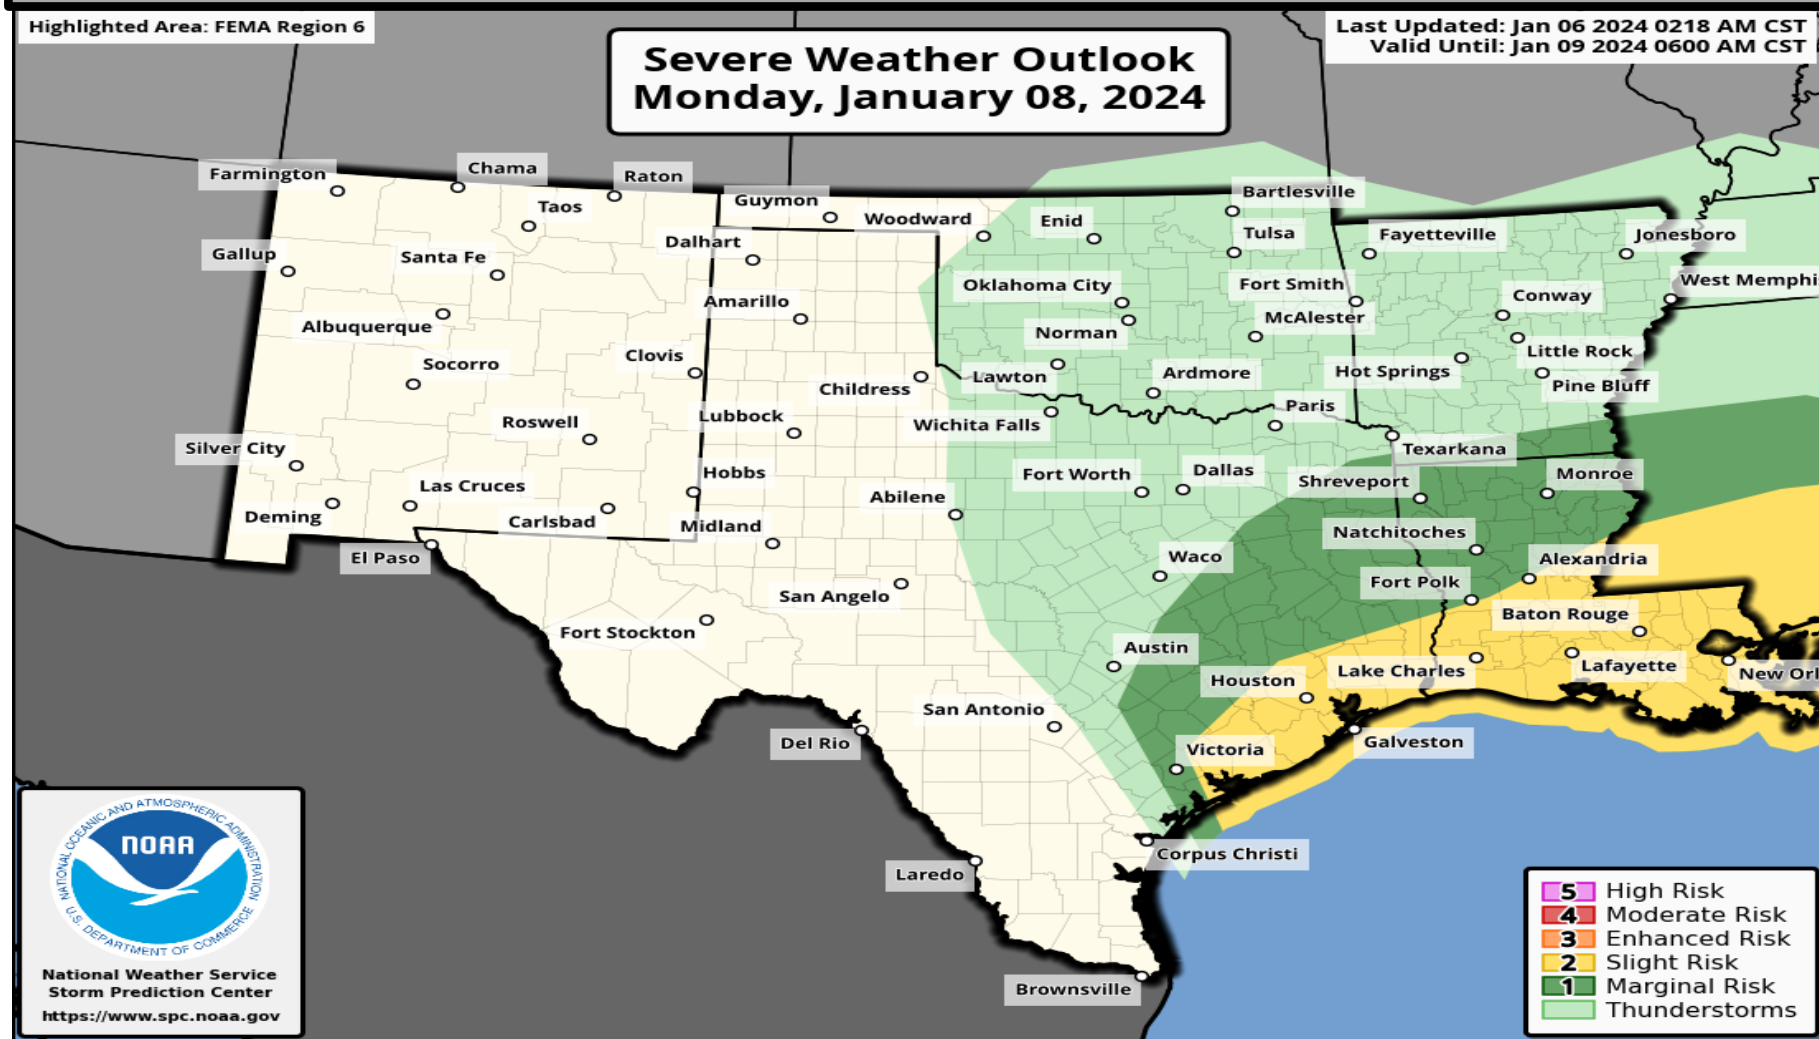 Highlighted Area: FEMA Region 6
Severe Weather Outlook
Monday, January 08, 2024
Last Updated: Jan 06 2024 0218 AM CST
Valid Until: Jan 09 2024 0600 AM CST
Farmington
Chama
Raton
Taos
Guymon
Woodward
Enid
Bartlesville
Gallup
Santa Fe
Dalhart
Tulsa
Fayetteville
Jonesboro
Amarillo
Oklahoma City
Fort Smith
Conway
West Memphi
Albuquerque
Norman
McAlester
Socorro
Clovis
Childress
Lawton
Ardmore
Hot Springs
Little Rock
Pine Bluff
Roswell
Lubbock
Wichita Falls
Paris
Silver City
Hobbs
Fort Worth
Dallas
Texarkana
Las Cruces
Abilene
Shreveport
Monroe
Deming
Carlsbad
Midland
Natchitoches
El Paso
Waco
Alexandria
San Angelo
Fort Polk
Fort Stockton
Baton Rouge
Austin
Houston
Lake Charles
Lafayette
New Orl
San Antonio
Del Rio
Victoria
Galveston
Laredo
Corpus Christi
Brownsville
NATIONAL OCEANIC AND ATMOSPHERIC ADMINISTRATION
NOAA
U.S. DEPARTMENT OF COMMERCE
National Weather Service
Storm Prediction Center
https://www.spc.noaa.gov
5 High Risk
4 Moderate Risk
3 Enhanced Risk
2 Slight Risk
1 Marginal Risk
Thunderstorms